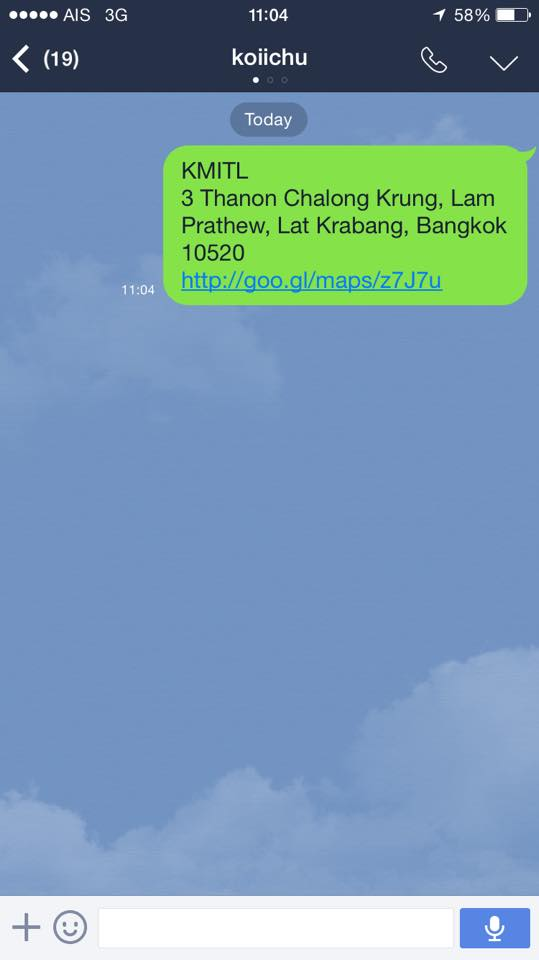 AIS 3G 11:04 58%
(19) koiichu
Today
KMITL
3 Thanon Chalong Krung, Lam
Prathew, Lat Krabang, Bangkok
10520
http://goo.gl/maps/z7J7u
11:04